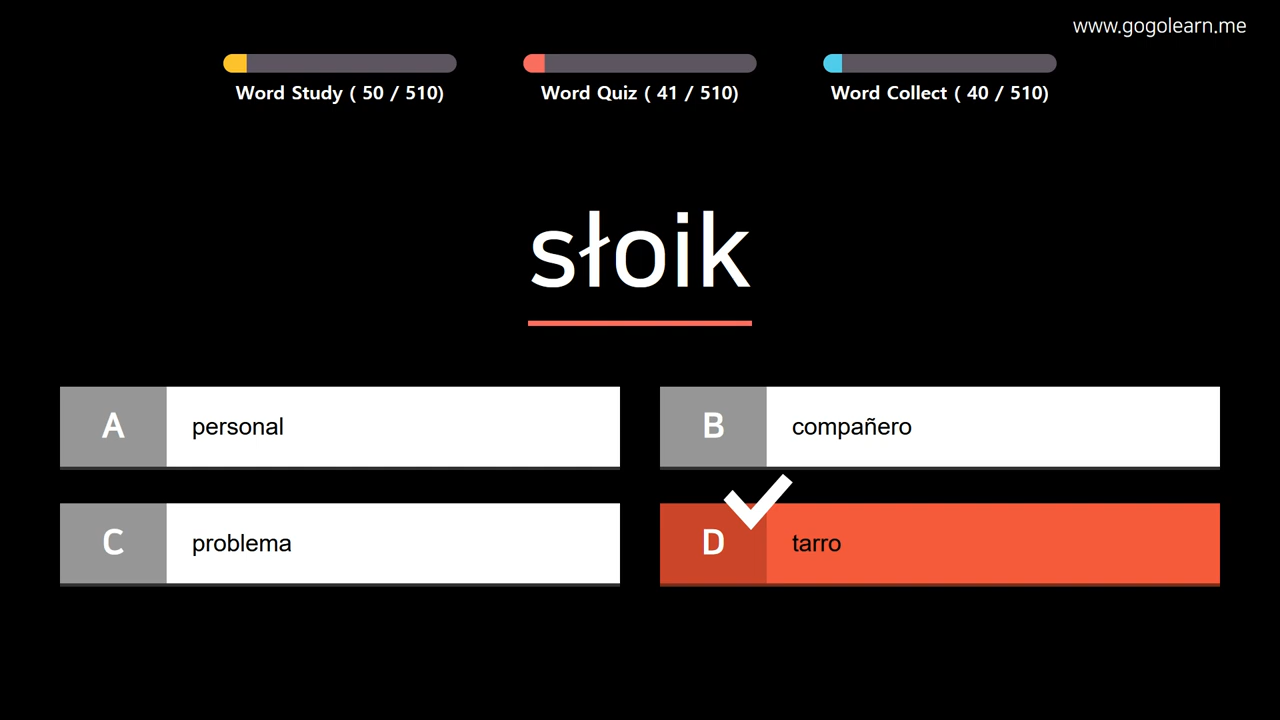 www.gogolearn.me
Word Study ( 50 / 510)
Word Quiz ( 41 / 510)
Word Collect ( 40 / 510)
słoik
A personal
B compañero
C problema
D tarro